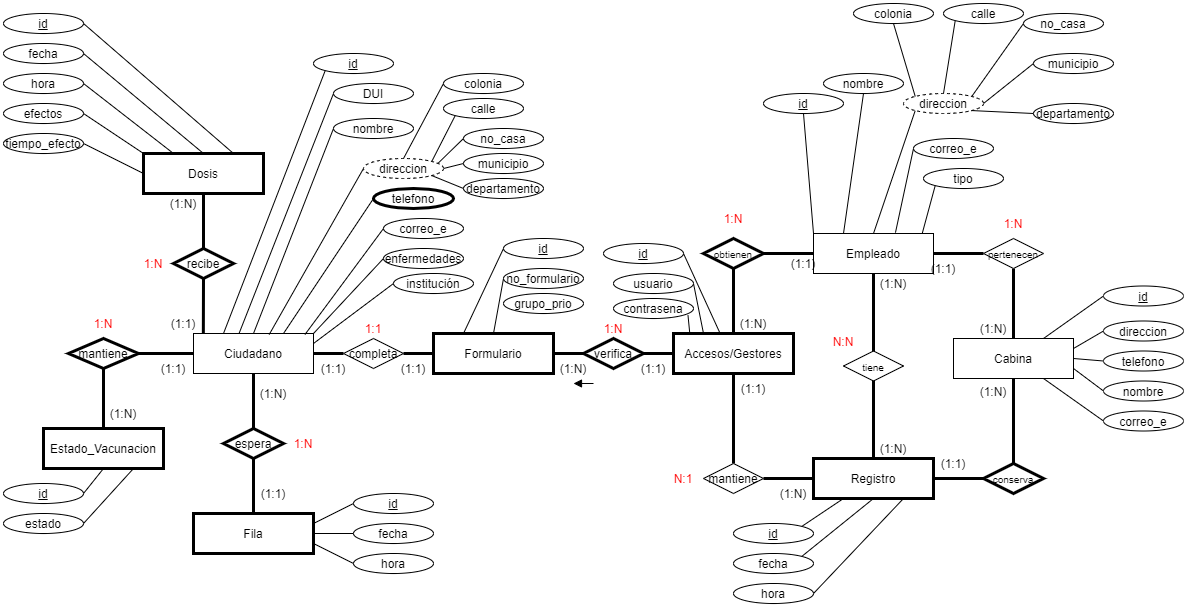 id
fecha
hora
efectos
tiempo_efecto
Dosis
(1:N)
1:N
recibe
(1:1)
id
DUI
nombre
colonia
calle
no_casa
direccion
municipio
departamento
telefono
correo_e
enfermedades
institución
1:N
mantiene
(1:1)
Ciudadano
1:1
completa
(1:1)
(1:1)
(1:N)
Estado_Vacunacion
id
estado
(1:N)
espera
1:N
(1:1)
Fila
id
fecha
hora
id
no_formulario
grupo_prio
Formulario
(1:N)
1:N
verifica
(1:1)
id
usuario
contrasena
Accesos/Gestores
1:N
obtienen
(1:1)
(1:N)
colonia
calle
no_casa
nombre
id
direccion
municipio
departamento
correo_e
tipo
Empleado
(1:1)
1:N
pertenecen
(1:N)
(1:N)
N:N
tiene
(1:N)
Cabina
id
direccion
telefono
nombre
correo_e
(1:N)
(1:1)
conserva
(1:1)
N:1
mantiene
(1:N)
Registro
id
fecha
hora